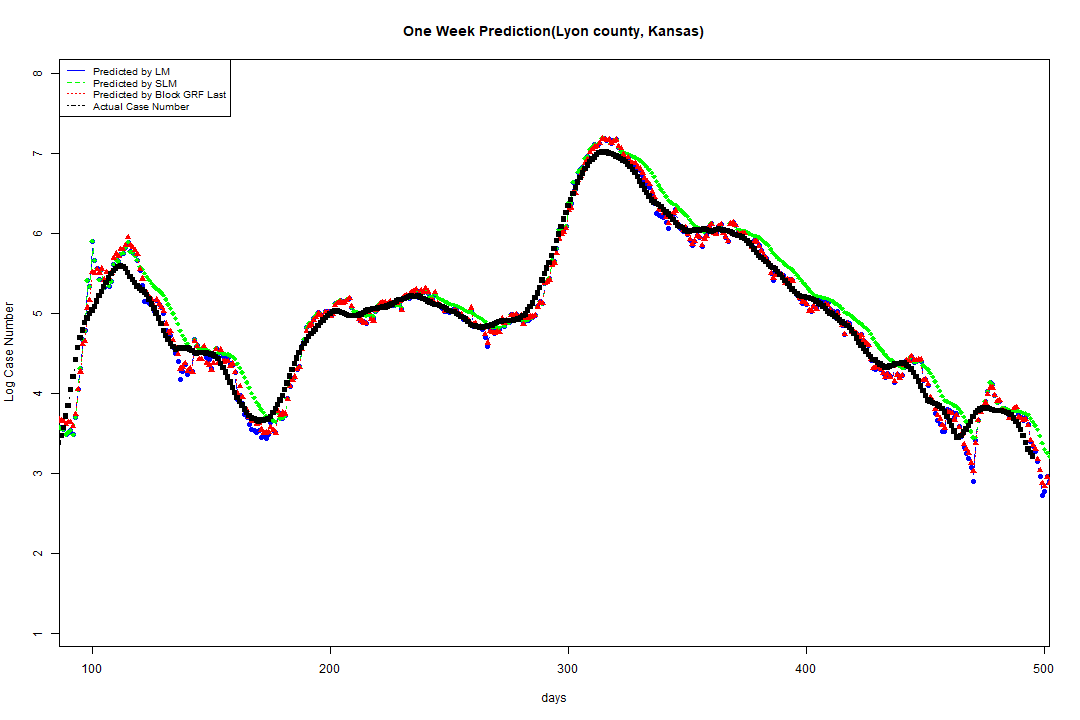 One Week Prediction(Lyon county, Kansas)
Predicted by LM
Predicted by SLM
Predicted by Block GRF Last
Actual Case Number
8
7
6
5
4
3
2
1
Log Case Number
100 200 300 400 500
days